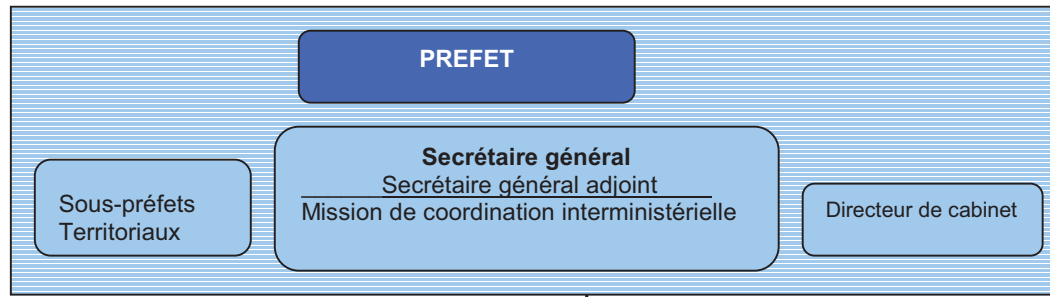 PREFET
Secrétaire général
Secrétaire général adjoint
Mission de coordination interministérielle
Sous-préfets
Territoriaux
Directeur de cabinet